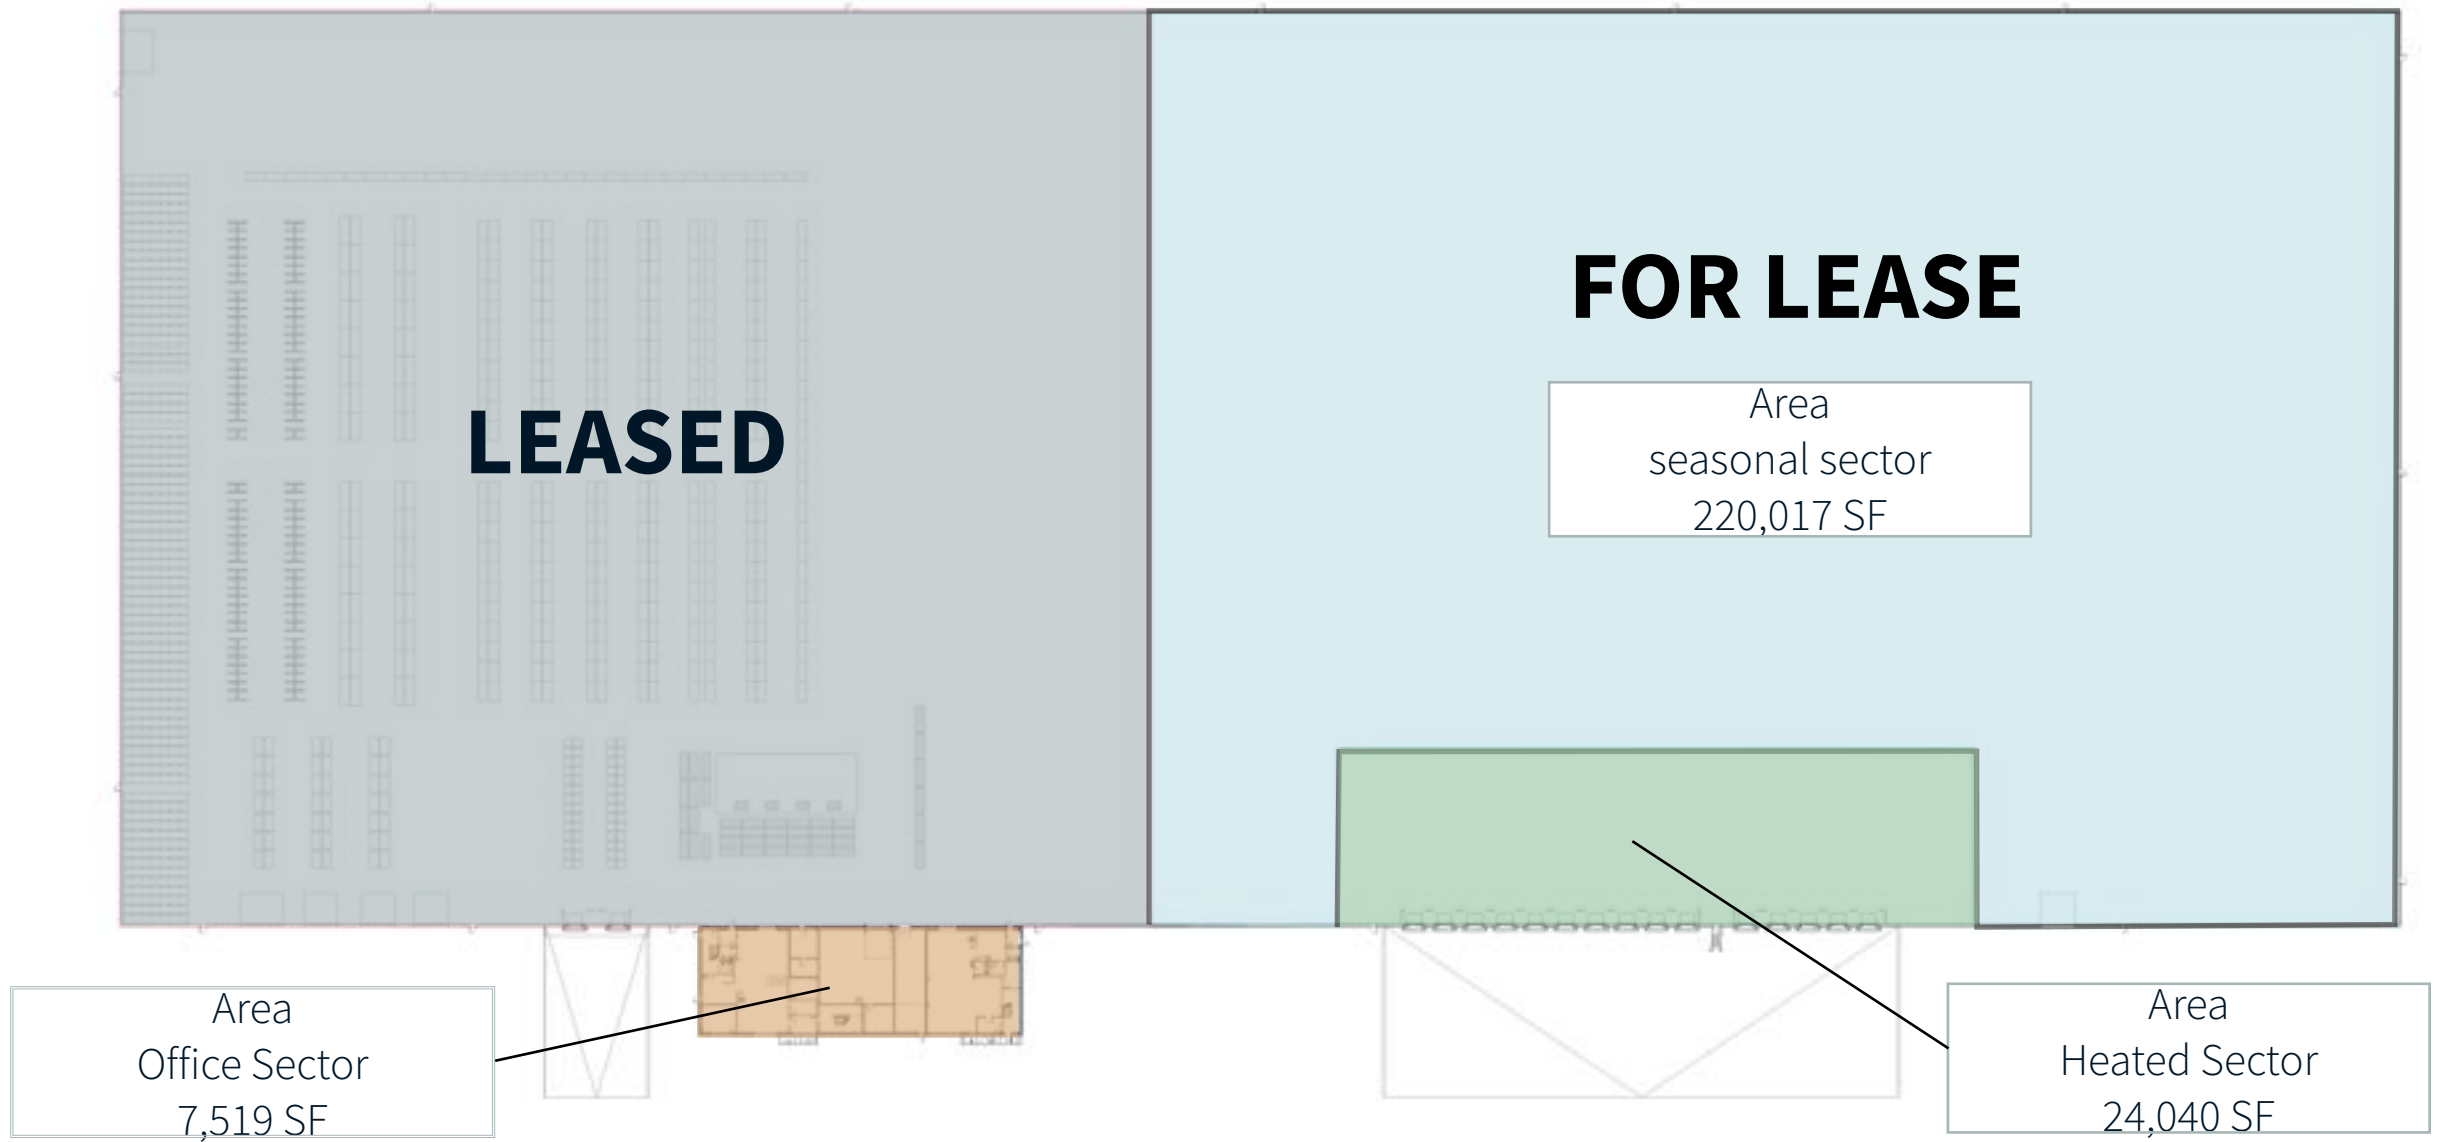 FOR LEASE
Area
seasonal sector
220,017 SF
LEASED
Area
Office Sector
7,519 SF
Area
Heated Sector
24,040 SF